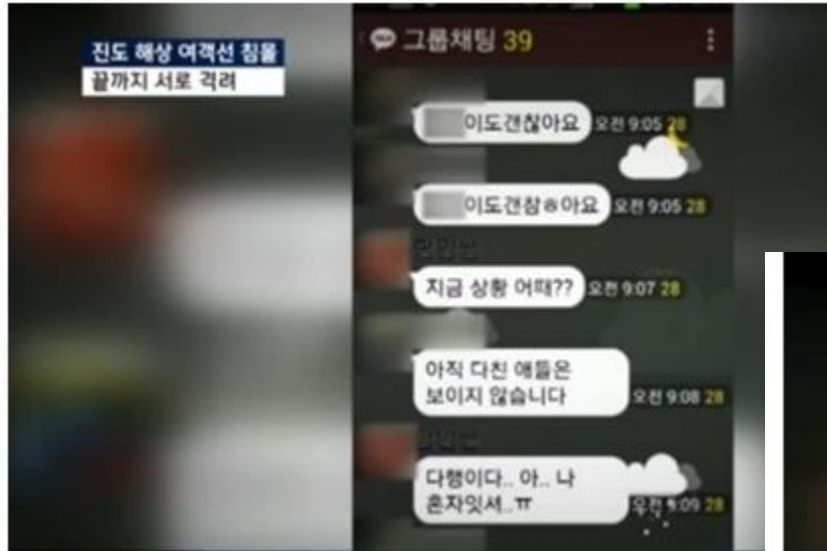 진도 해상 여객선 침몰
끝까지 서로 격려
그룹채팅 39
이도갠찮아요 오전 9:05 28
이도갠참ㅎ아요 오전 9:05 28
지금 상황 어때?? 오전 9:07 28
아직 다친 애들은
보이지 않습니다 오전 9:08 28
다행이다.. 아.. 나
혼자잇셔..ㅠ 오전 9:09 28